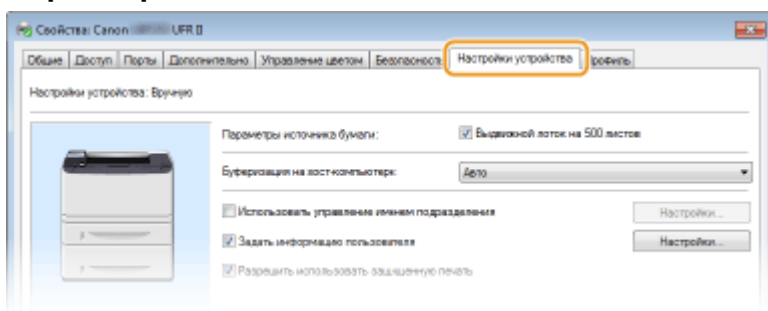 Свойства: Canon UFR II
Общие Доступ Порты Дополнительно Управление цветом Безопасность Настройки устройства Профиль
Настройки устройства: Вручную
Параметры источника бумаги: Выдвижной лоток на 500 листов
Буферизация на хост-компьютере: Авто
Использовать управление именем подразделения Настройки...
Задать информацию пользователя Настройки...
Разрешить использовать защищенную печать